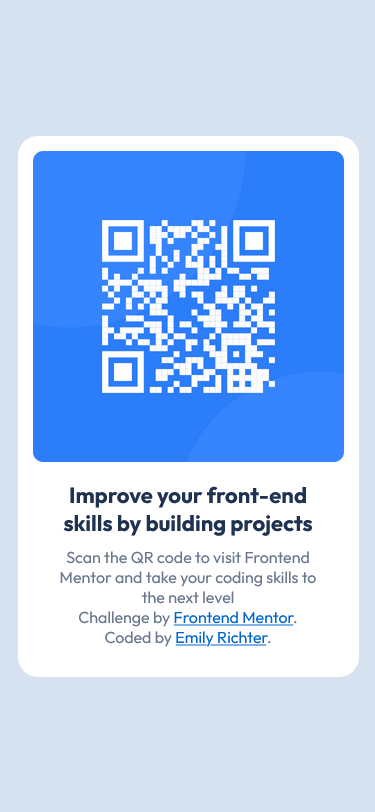 Improve your front-end
skills by building projects
Scan the QR code to visit Frontend
Mentor and take your coding skills to
the next level
Challenge by Frontend Mentor.
Coded by Emily Richter.